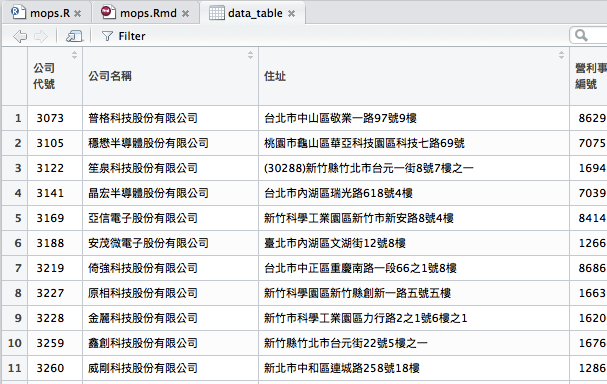 mops.R
mops.Rmd
data_table
Filter
公司代號 公司名稱 住址 營利事編號
1 3073 普格科技股份有限公司 台北市中山區敬業一路97號9樓 8629
2 3105 穩懋半導體股份有限公司 桃園市龜山區華亞科技園區科技七路69號 7075
3 3122 笙泉科技股份有限公司 (30288)新竹縣竹北市台元一街8號7樓之一 1694
4 3141 晶宏半導體股份有限公司 台北市內湖區瑞光路618號4樓 7039
5 3169 亞信電子股份有限公司 新竹科學工業園區新竹市新安路8號4樓 8414
6 3188 安茂微電子股份有限公司 臺北市內湖區文湖街12號8樓 1266
7 3219 倚強科技股份有限公司 台北市中正區重慶南路一段66之1號8樓 8686
8 3227 原相科技股份有限公司 新竹科學園區新竹縣創新一路五號五樓 1663
9 3228 金麗科技股份有限公司 新竹市科學工業園區力行路2之1號6樓之1 1620
10 3259 鑫創科技股份有限公司 新竹縣竹北市台元街22號5樓之一 1676
11 3260 威剛科技股份有限公司 新北市中和區連城路258號18樓 1286